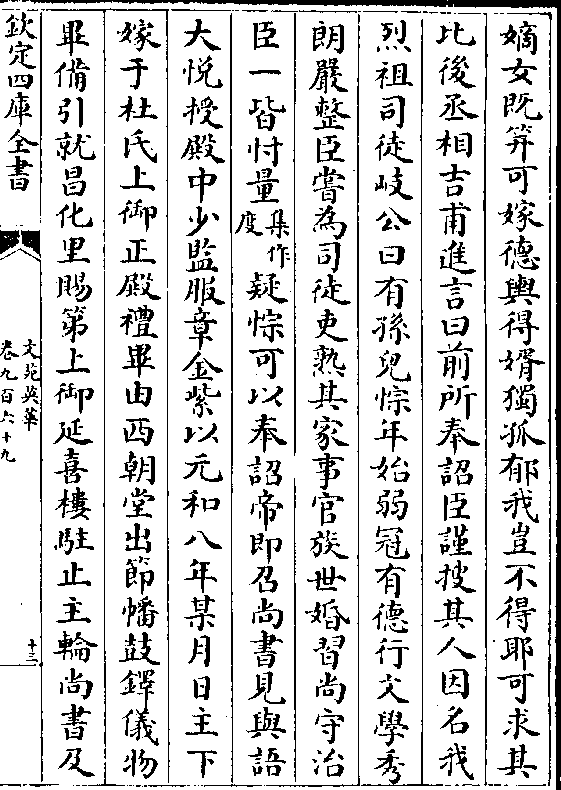 嫡女既笄可嫁德輿得婿獨孤郁我豈不得耶可求其
比後丞相吉甫進言曰前所奉詔臣謹搜其人因名我
烈祖司徒岐公曰有孫兒悰年始弱冠有德行文學秀
朗嚴整臣嘗為司徒吏熟其家事官族世婚習尚守治
臣一皆忖量集作度疑悰可以奉詔帝即召尚書見與語
大悅授殿中少監服章金紫以元和八年某月日主下
嫁于杜氏上御正殿禮畢由西朝堂出節幡鼓鐸儀物
畢備引就昌化里賜第上御延喜樓駐止主輪尚書及
欽定四庫全書
文苑英華
卷九百六十九
十三